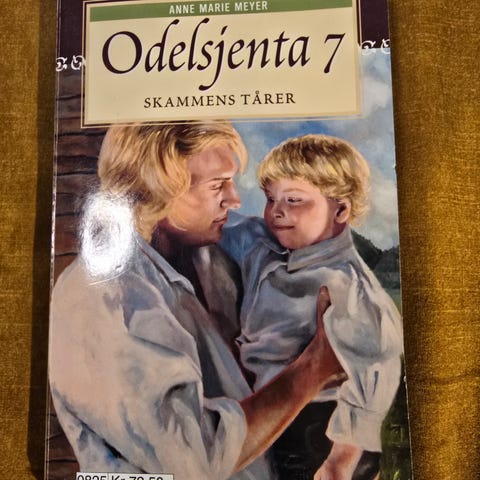 ANNE MARIE MEYER
Odelsjenta 7
SKAMMENS TÅRER